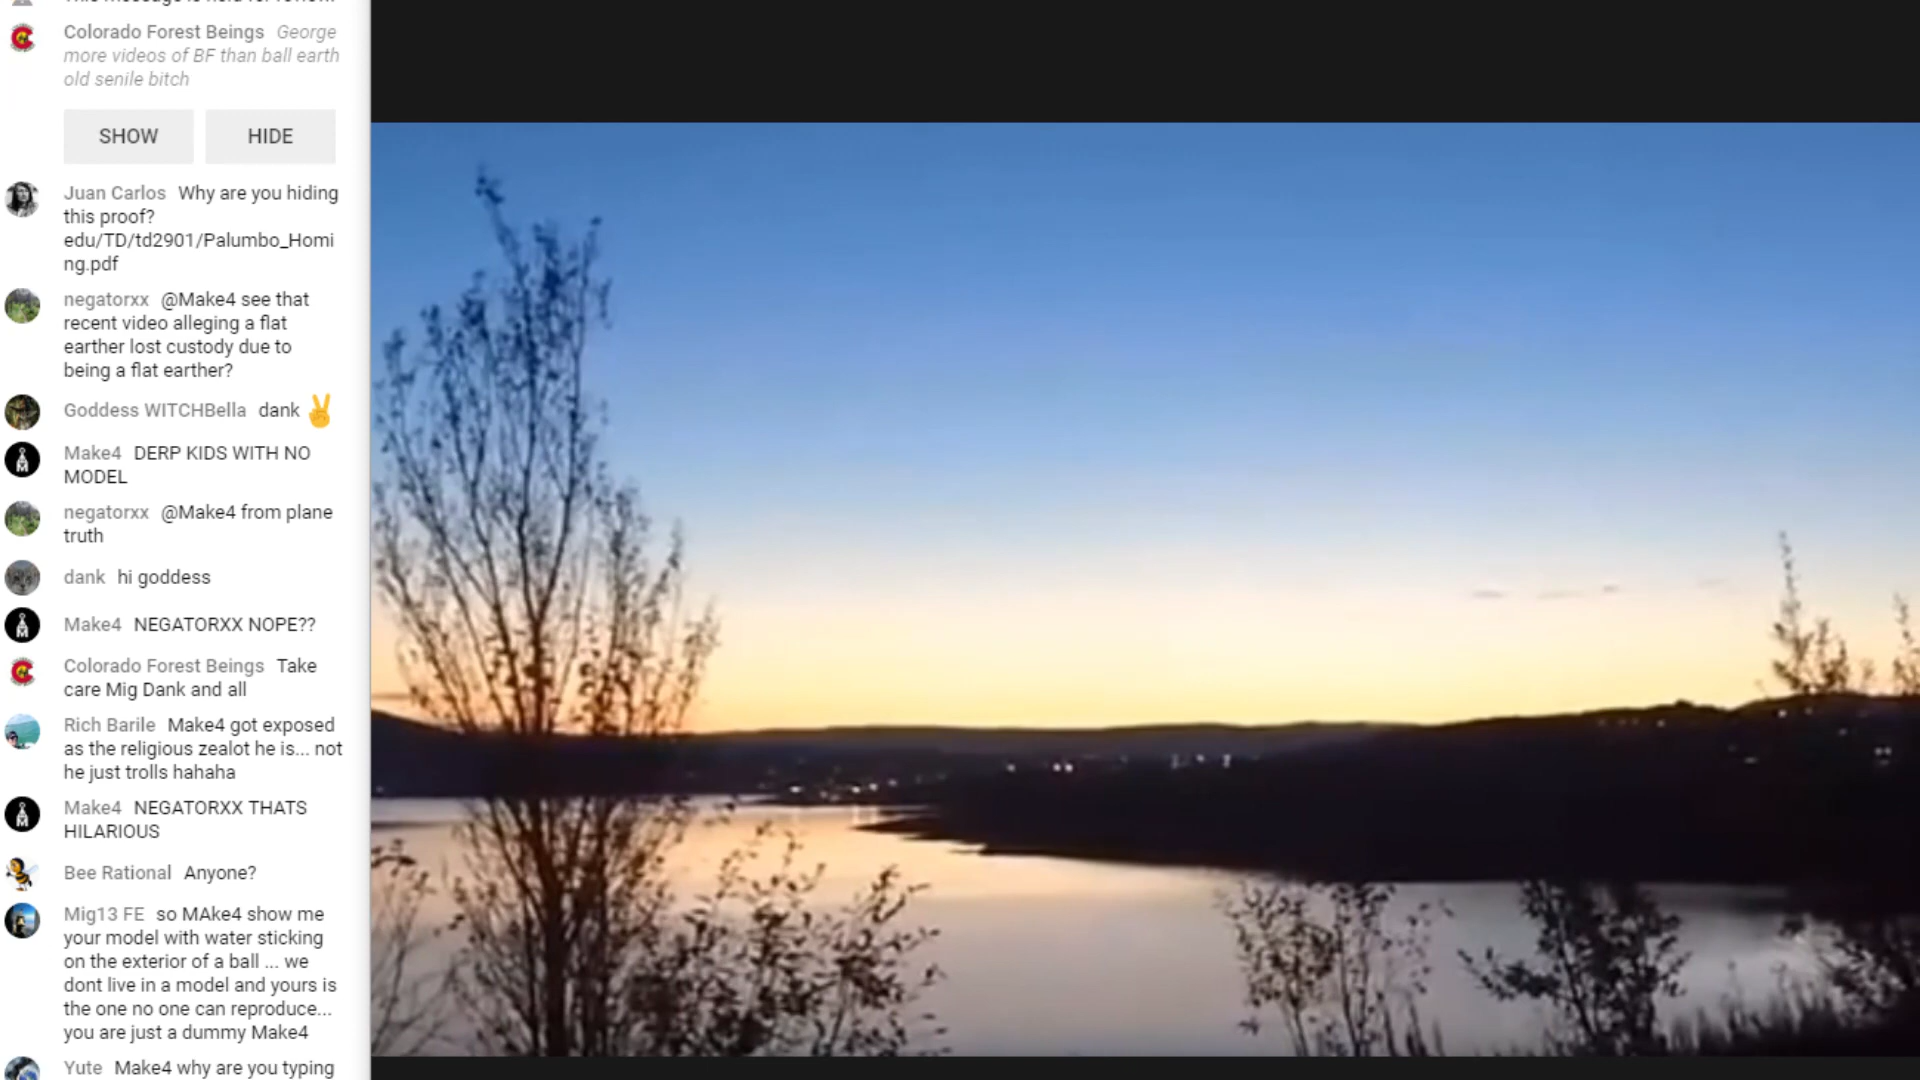 Colorado Forest Beings George
more videos of BF than ball earth
old senile bitch
SHOW HIDE
Juan Carlos Why are you hiding
this proof?
edu/TD/td2901/Palumbo_Homi
ng.pdf
negatorxx @Make4 see that
recent video alleging a flat
earther lost custody due to
being a flat earther?
Goddess WITCHBella dank ✌
Make4 DERP KIDS WITH NO
MODEL
negatorxx @Make4 from plane
truth
dank hi goddess
Make4 NEGATORXX NOPE??
Colorado Forest Beings Take
care Mig Dank and all
Rich Barile Make4 got exposed
as the religious zealot he is... not
he just trolls hahaha
Make4 NEGATORXX THATS
HILARIOUS
Bee Rational Anyone?
Mig13 FE so MAke4 show me
your model with water sticking
on the exterior of a ball ... we
dont live in a model and yours is
the one no one can reproduce...
you are just a dummy Make4
Yute Make4 why are you typing